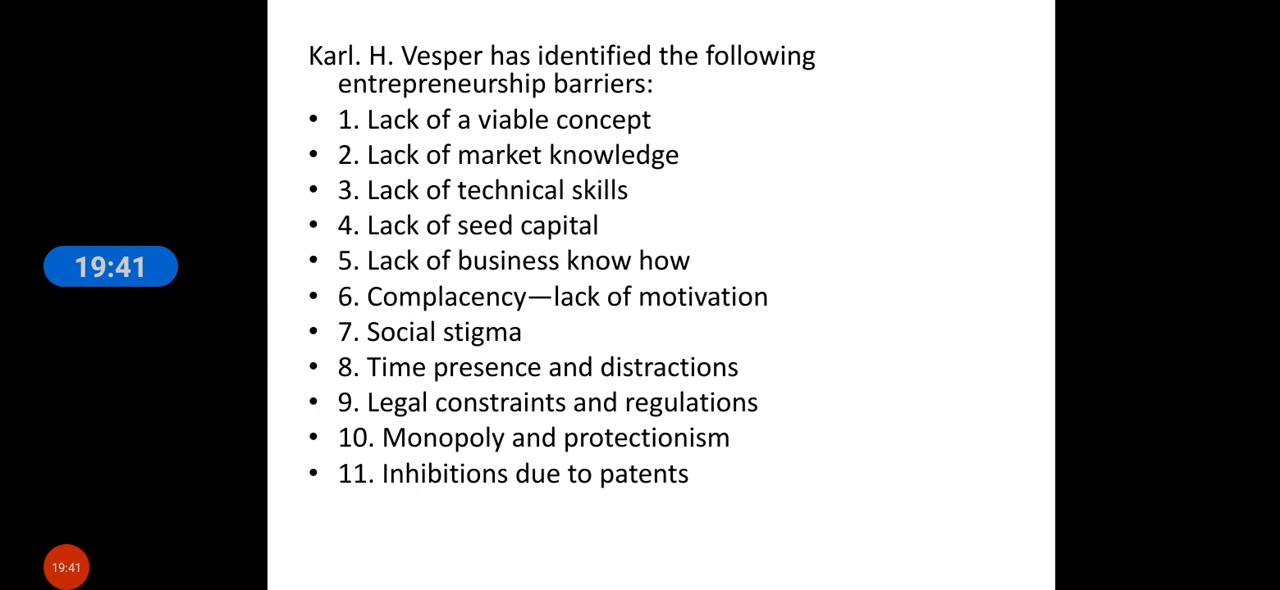 Karl. H. Vesper has identified the following
entrepreneurship barriers:
• 1. Lack of a viable concept
• 2. Lack of market knowledge
• 3. Lack of technical skills
• 4. Lack of seed capital
19:41
• 5. Lack of business know how
• 6. Complacency—lack of motivation
• 7. Social stigma
• 8. Time presence and distractions
• 9. Legal constraints and regulations
• 10. Monopoly and protectionism
• 11. Inhibitions due to patents
19:41